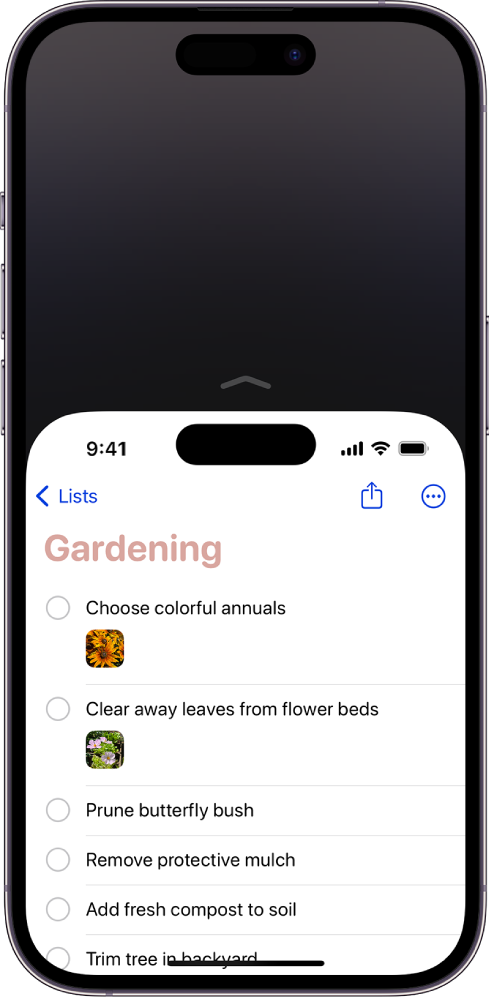 9:41
Lists
Gardening
Choose colorful annuals
Clear away leaves from flower beds
Prune butterfly bush
Remove protective mulch
Add fresh compost to soil
Trim tree in backyard